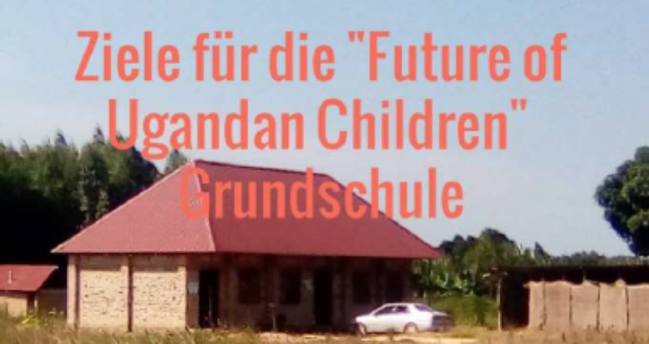 Ziele für die "Future of
Ugandan Children"
Grundschule